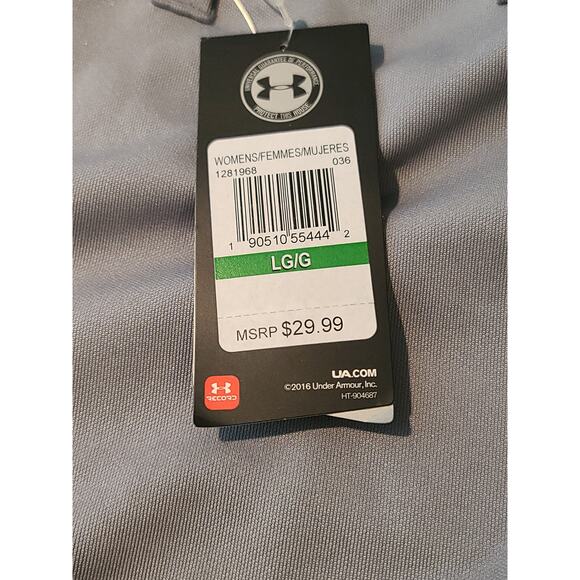 UNIVERSAL GUARANTEE OF PERFORMANCE
PROTECT THIS HOUSE
WOMENS/FEMMES/MUJERES
1281968 036
1 90510 55444 2
LG/G
MSRP $29.99
UA.COM
©2016 Under Armour, Inc.
HT-904687
RECORD